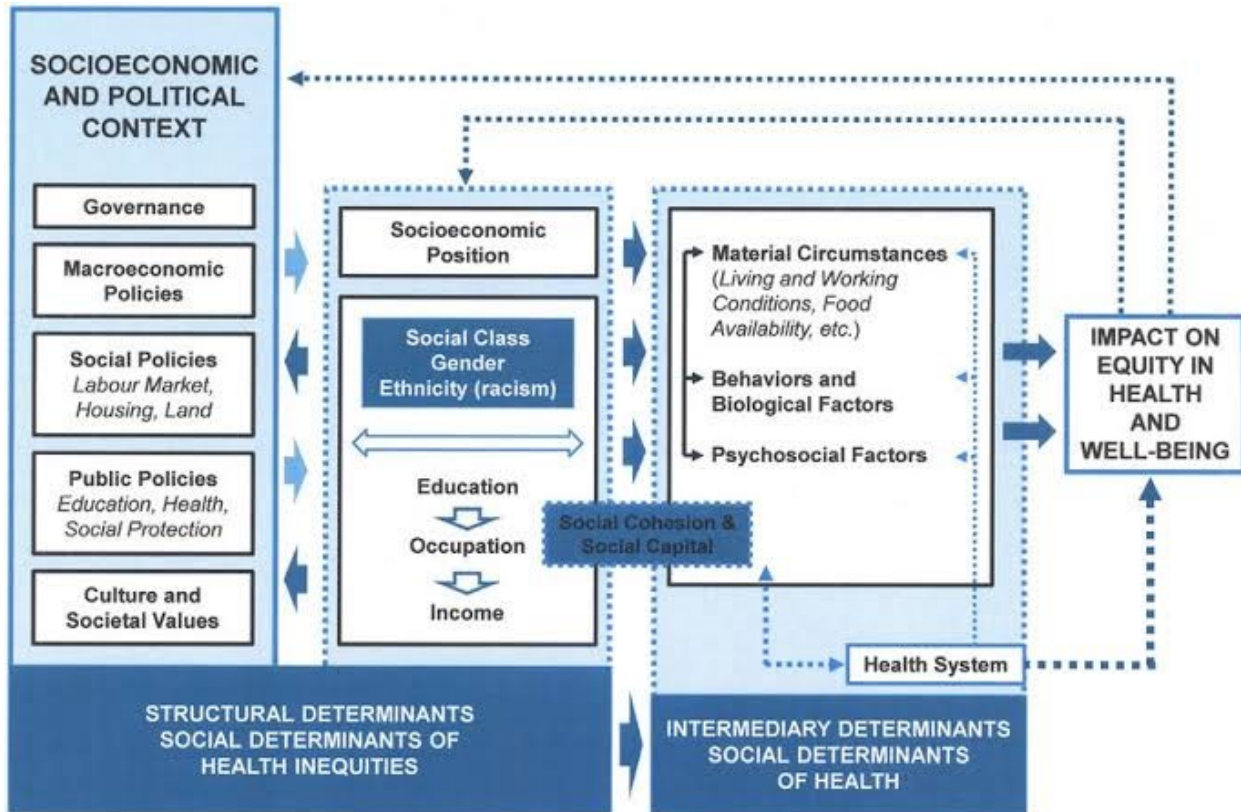 SOCIOECONOMIC
AND POLITICAL
CONTEXT
Governance
Macroeconomic
Policies
Social Policies
Labour Market,
Housing, Land
Public Policies
Education, Health,
Social Protection
Culture and
Societal Values
Socioeconomic
Position
Social Class
Gender
Ethnicity (racism)
Education
Occupation
Income
Social Cohesion &
Social Capital
Material Circumstances
(Living and Working
Conditions, Food
Availability, etc.)
Behaviors and
Biological Factors
Psychosocial Factors
Health System
IMPACT ON
EQUITY IN
HEALTH
AND
WELL-BEING
STRUCTURAL DETERMINANTS
SOCIAL DETERMINANTS OF
HEALTH INEQUITIES
INTERMEDIARY DETERMINANTS
SOCIAL DETERMINANTS
OF HEALTH